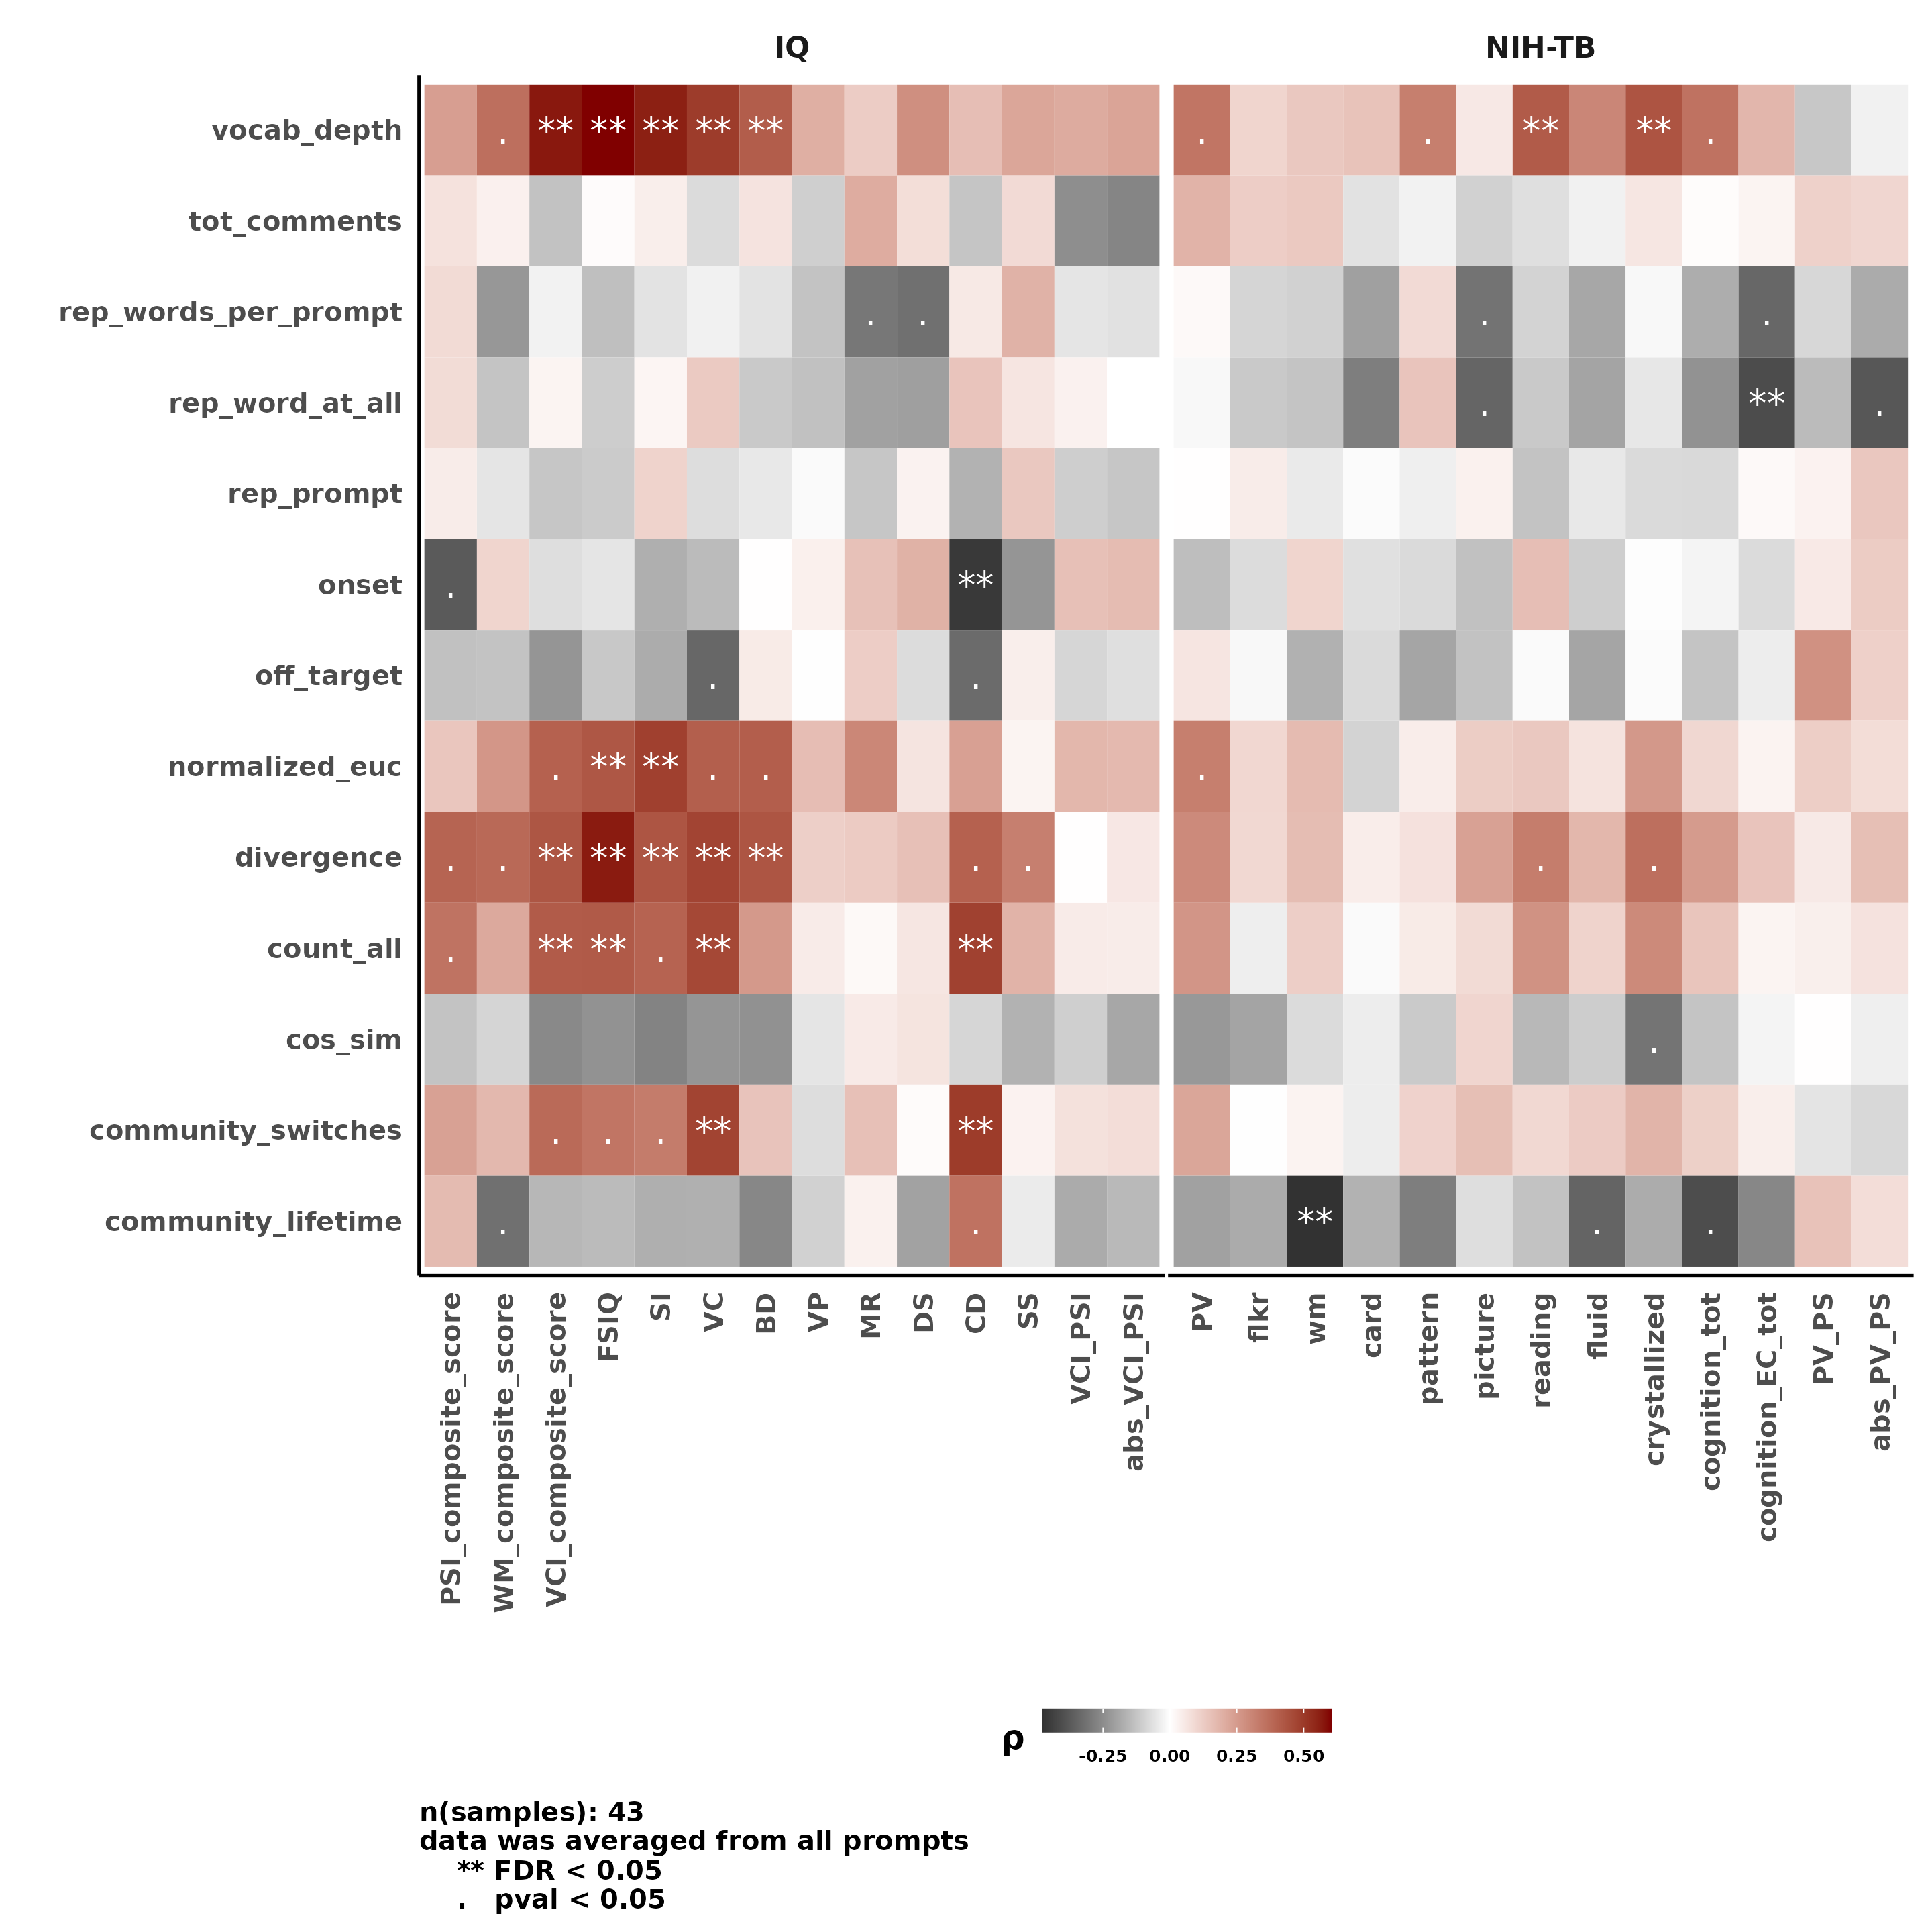 IQ NIH-TB
vocab_depth . ** ** ** ** ** . . ** ** .
tot_comments
rep_words_per_prompt . . . .
rep_word_at_all . ** .
rep_prompt
onset . **
off_target . .
normalized_euc . ** ** . . .
divergence . . ** ** ** ** ** . . . .
count_all . ** ** . ** **
cos_sim .
community_switches . . . ** **
community_lifetime . . ** . .
PSI_composite_score
WM_composite_score
VCI_composite_score
FSIQ
SI
VC
BD
VP
MR
DS
CD
SS
VCI_PSI
abs_VCI_PSI
PV
flkr
wm
card
pattern
picture
reading
fluid
crystallized
cognition_tot
cognition_EC_tot
PV_PS
abs_PV_PS
ρ
-0.25 0.00 0.25 0.50
n(samples): 43
data was averaged from all prompts
** FDR < 0.05
. pval < 0.05